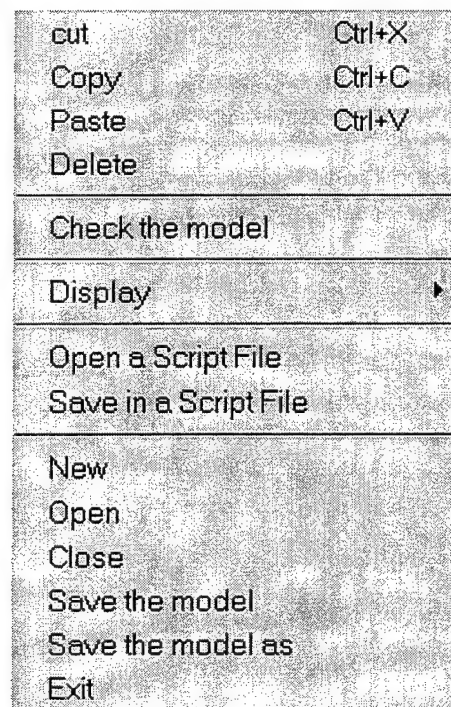 cut Ctrl+X
Copy Ctrl+C
Paste Ctrl+V
Delete
Check the model
Display
Open a Script File
Save in a Script File
New
Open
Close
Save the model
Save the model as
Exit